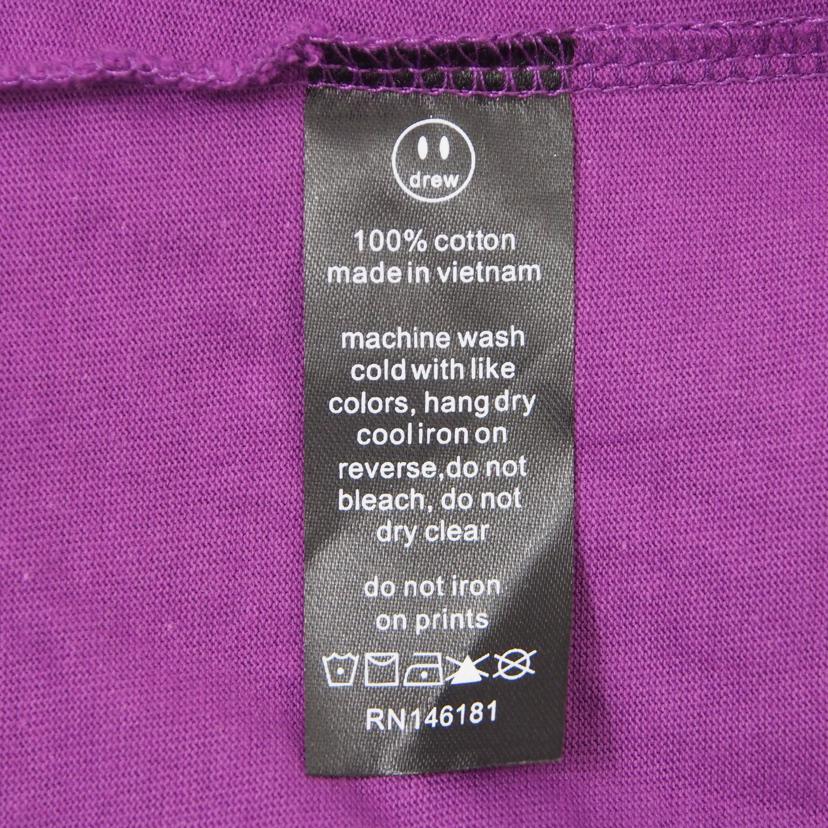 drew
100% cotton
made in vietnam
machine wash
cold with like
colors, hang dry
cool iron on
reverse,do not
bleach, do not
dry clear
do not iron
on prints
RN146181